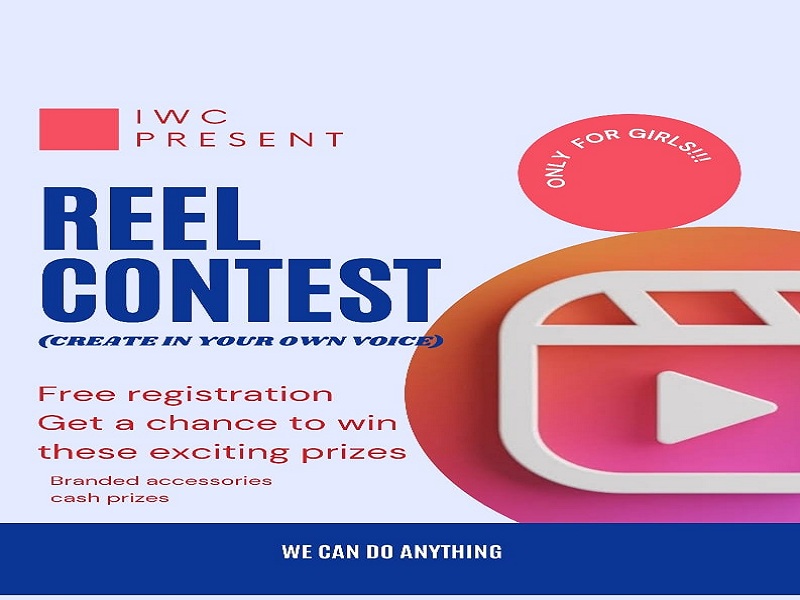 IWC
PRESENT
ONLY FOR GIRLS!!!
REEL
CONTEST
(CREATE IN YOUR OWN VOICE)
Free registration
Get a chance to win
these exciting prizes
Branded accessories
cash prizes
WE CAN DO ANYTHING